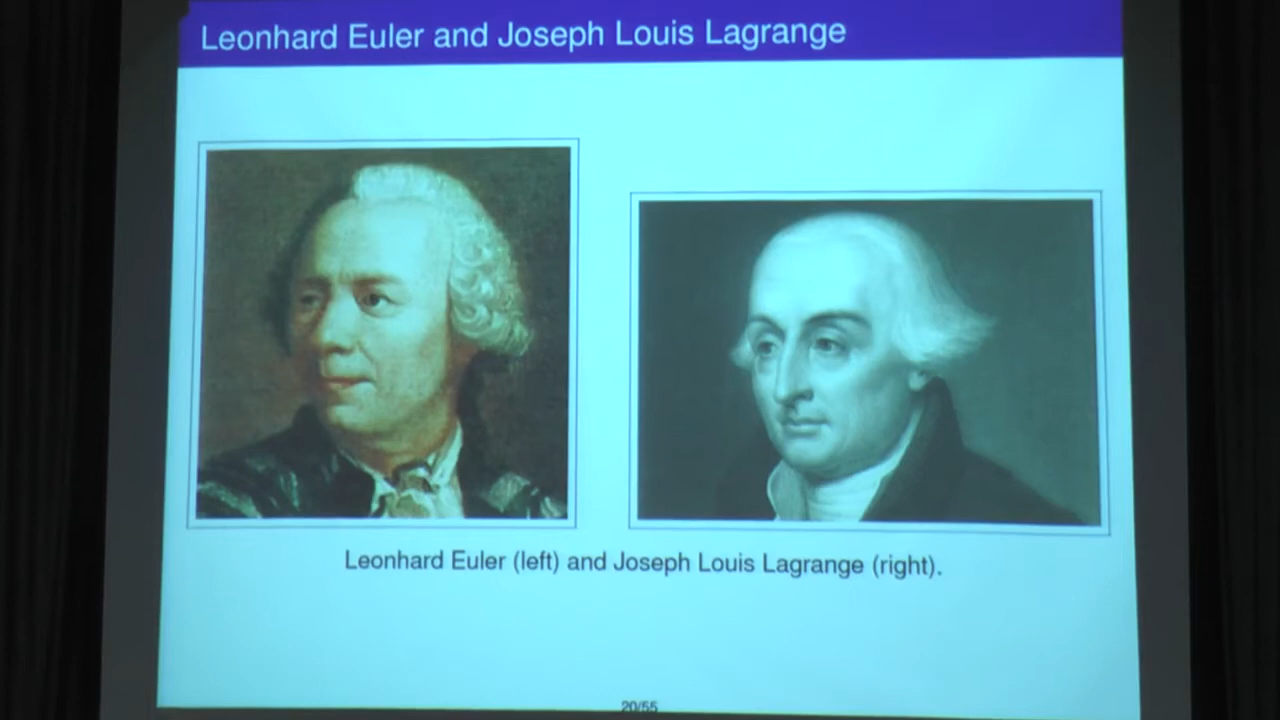 Leonhard Euler and Joseph Louis Lagrange
Leonhard Euler (left) and Joseph Louis Lagrange (right).
20/55